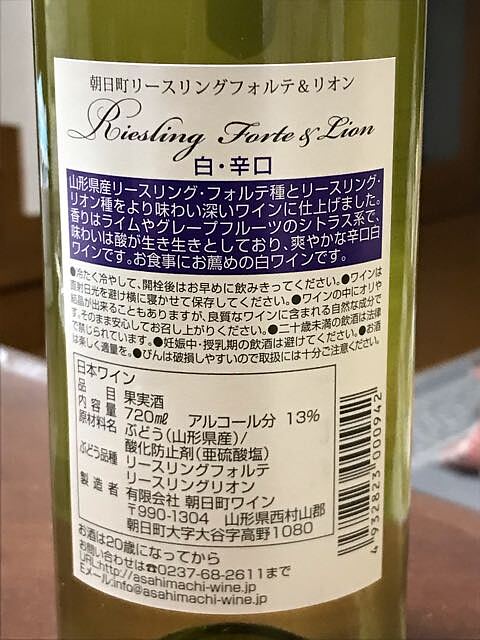 朝日町リースリングフォルテ＆リオン
Riesling Forte & Lion
白・辛口
山形県産リースリング・フォルテ種とリースリング・
リオン種をより味わい深いワインに仕上げました。
香りはライムやグレープフルーツのシトラス系で、
味わいは酸が生き生きとしており、爽やかな辛口白
ワインです。お食事にお薦めの白ワインです。
●冷たく冷やして、開栓後はお早めに飲みきってください。●ワインは
直射日光を避け横に寝かせて保存してください。●ワインの中にオリや
結晶が出来ることもありますが、良質なワインに含まれる自然な成分で
す。そのまま安心してお召し上がりください。●二十歳未満の飲酒は法律
で禁じられています。●妊娠中・授乳期の飲酒は避けてください。●お酒
は楽しく適量を。●びんは破損しやすいので取扱には十分ご注意ください。
日本ワイン
品目 果実酒
内容量 720mℓ アルコール分 13%
原材料名 ぶどう(山形県産)/
酸化防止剤(亜硫酸塩)
ぶどう品種 リースリングフォルテ
リースリングリオン
製造者 有限会社 朝日町ワイン
〒990-1304 山形県西村山郡
朝日町大字大谷字高野1080
4932823000942
お酒は20歳になってから
お問い合わせは☎0237-68-2611まで
URL:http://asahimachi-wine.jp
Eメール:info@asahimachi-wine.jp